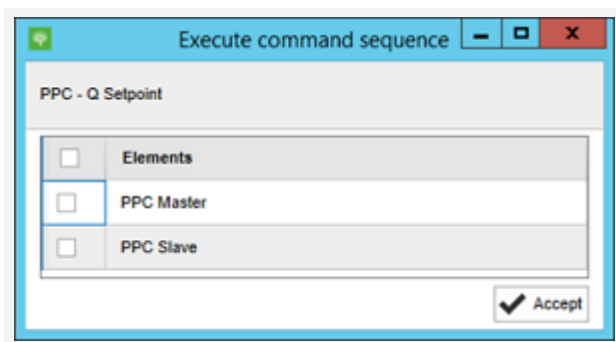 Execute command sequence
PPC - Q Setpoint
Elements
PPC Master
PPC Slave
Accept